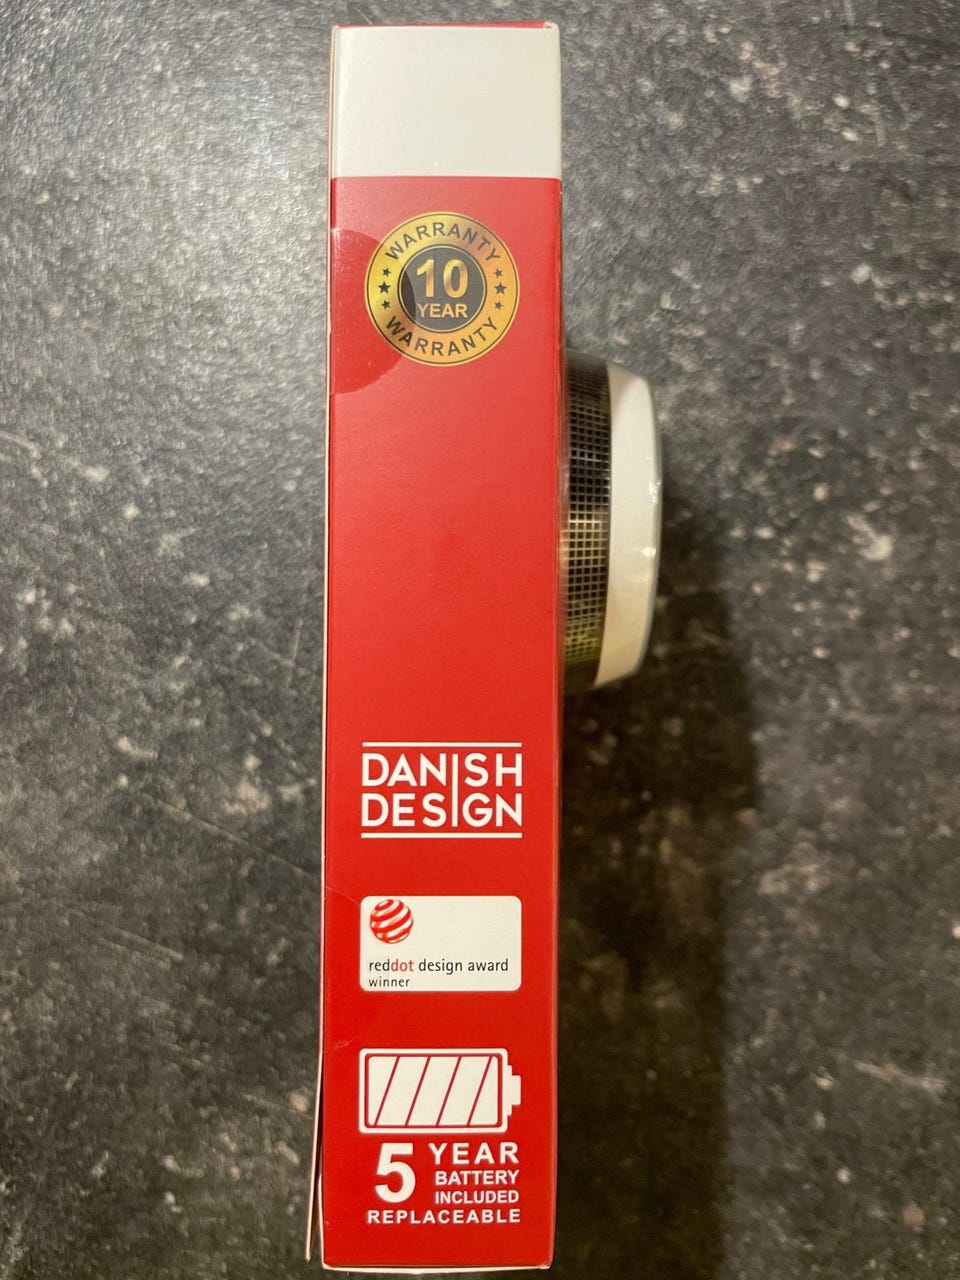 WARRANTY
10
YEAR
WARRANTY
DANISH
DESIGN
reddot design award
winner
5 YEAR
BATTERY
INCLUDED
REPLACEABLE